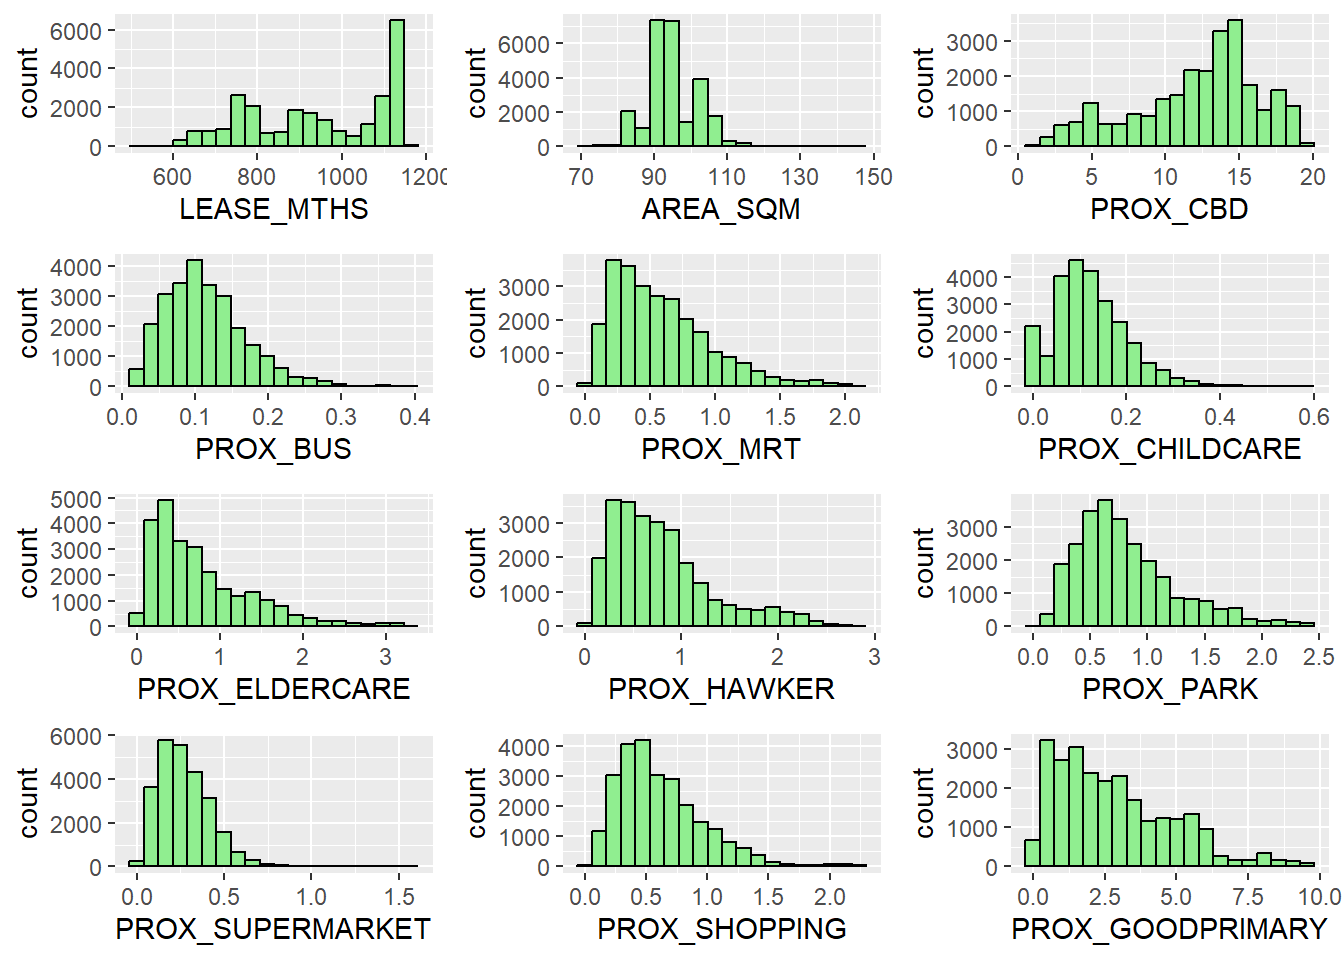 count
6000
4000
2000
0
600 800 1000 1200
LEASE_MTHS
count
6000
4000
2000
0
70 90 110 130 150
AREA_SQM
count
3000
2000
1000
0
0 5 10 15 20
PROX_CBD
count
4000
3000
2000
1000
0
0.0 0.1 0.2 0.3 0.4
PROX_BUS
count
3000
2000
1000
0
0.0 0.5 1.0 1.5 2.0
PROX_MRT
count
4000
3000
2000
1000
0
0.0 0.2 0.4 0.6
PROX_CHILDCARE
count
5000
4000
3000
2000
1000
0
0 1 2 3
PROX_ELDERCARE
count
3000
2000
1000
0
0 1 2 3
PROX_HAWKER
count
3000
2000
1000
0
0.0 0.5 1.0 1.5 2.0 2.5
PROX_PARK
count
6000
4000
2000
0
0.0 0.5 1.0 1.5
PROX_SUPERMARKET
count
4000
3000
2000
1000
0
0.0 0.5 1.0 1.5 2.0
PROX_SHOPPING
count
3000
2000
1000
0
0.0 2.5 5.0 7.5 10.0
PROX_GOODPRIMARY